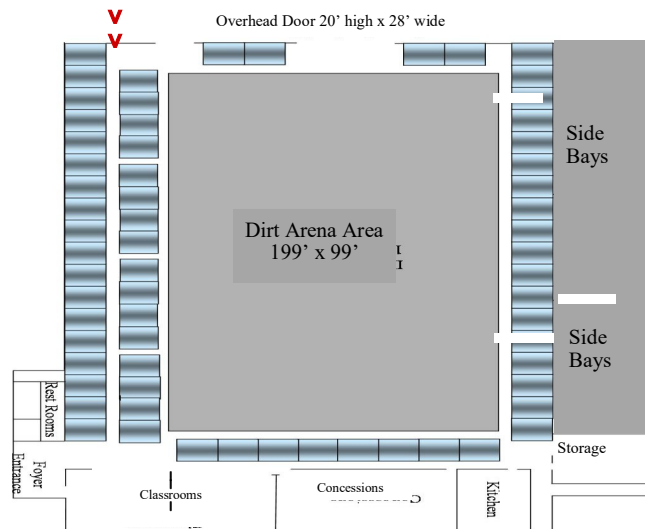 V
V
Overhead Door 20’ high x 28’ wide
Side
Bays
Dirt Arena Area
199’ x 99’
Side
Bays
Rest Rooms
Storage
Foyer
Entrance
Classrooms
Concessions
Kitchen